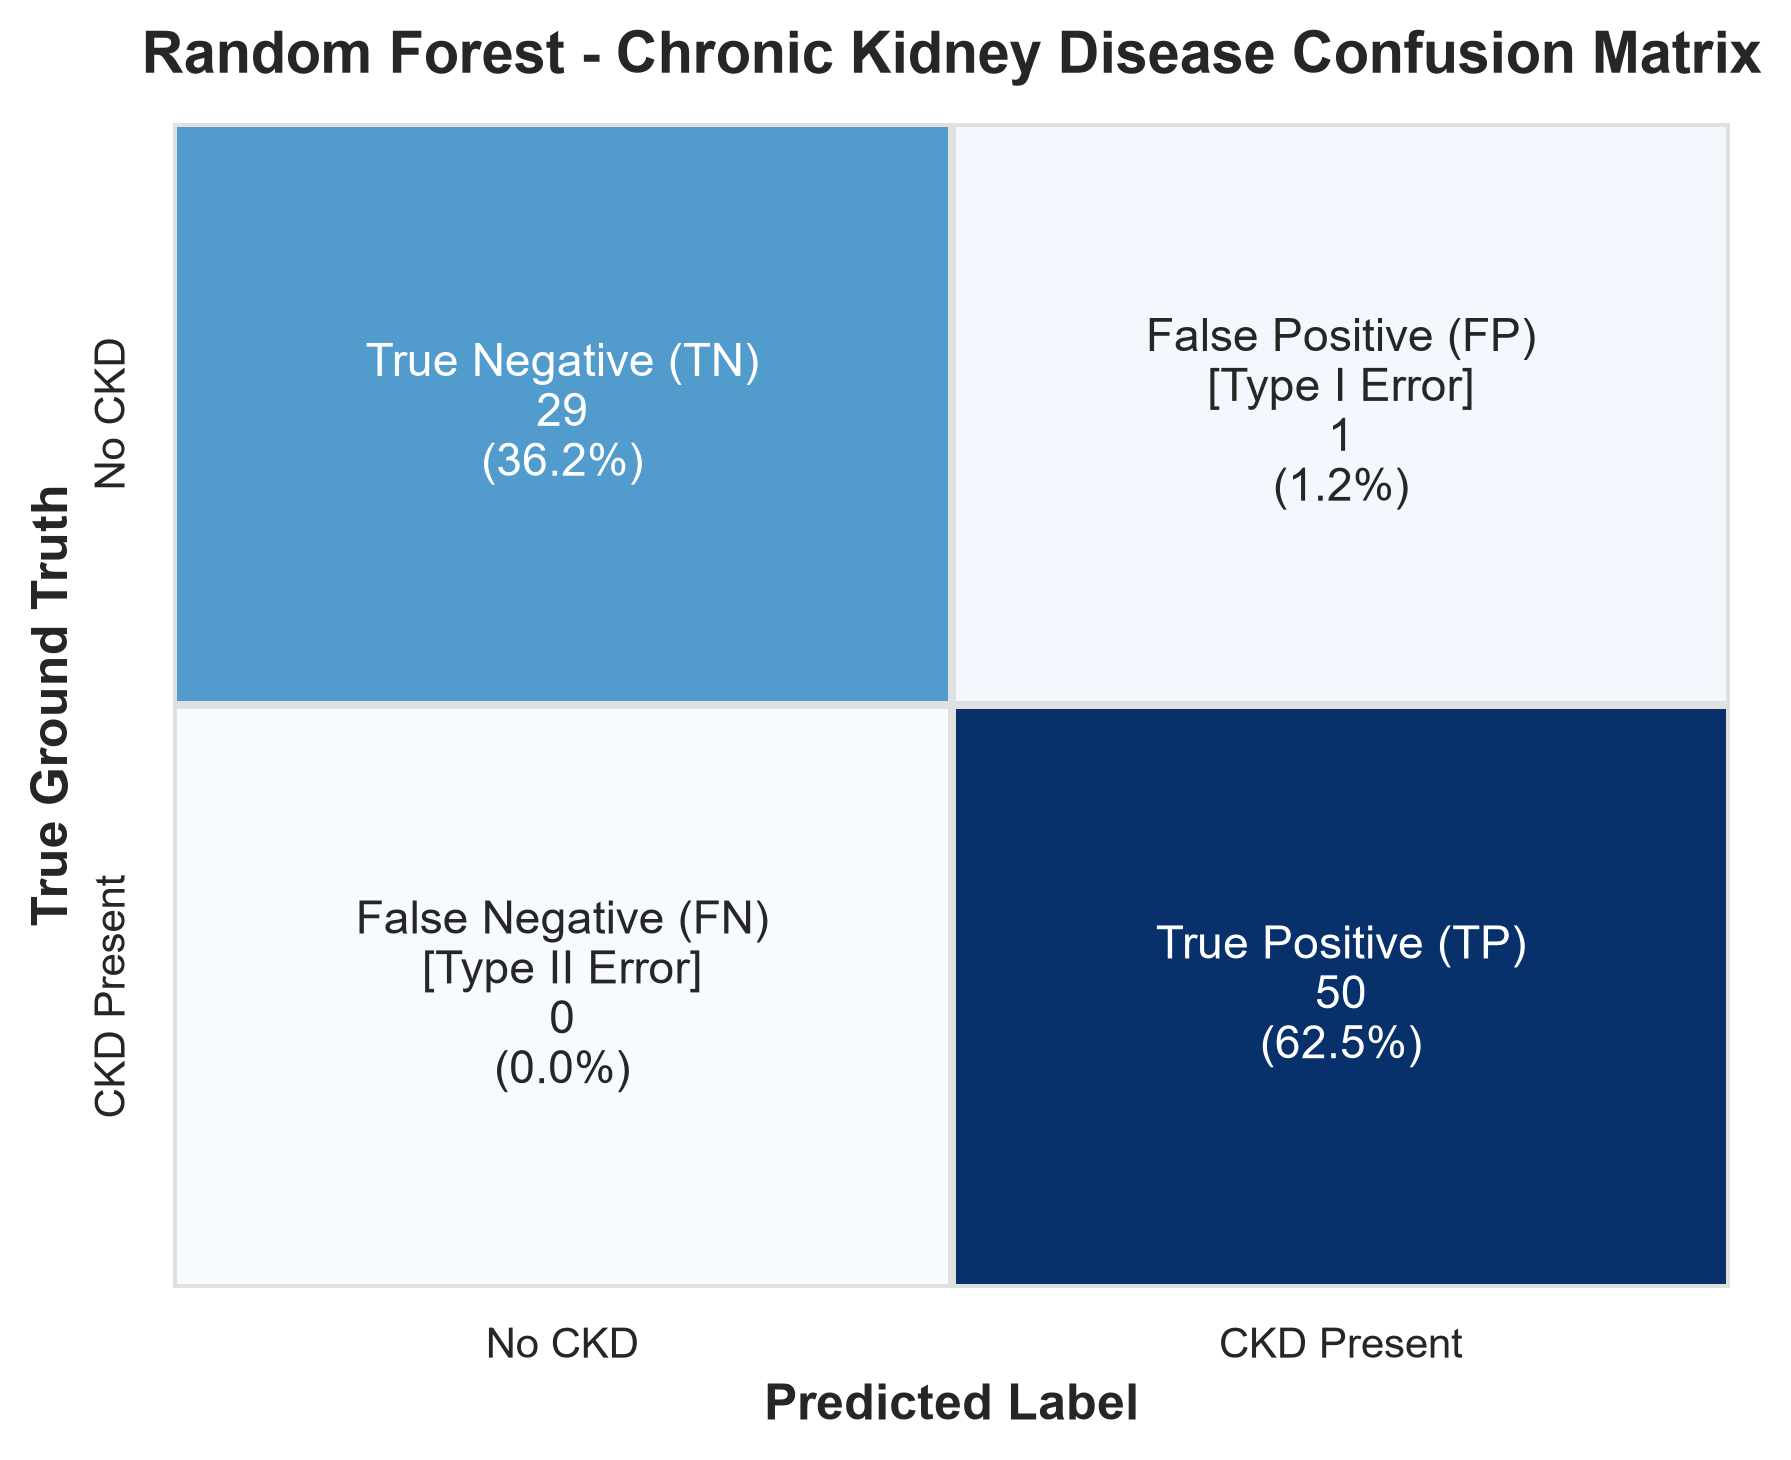 Random Forest - Chronic Kidney Disease Confusion Matrix
True Ground Truth
No CKD
CKD Present
True Negative (TN)
29
(36.2%)
False Positive (FP)
[Type I Error]
1
(1.2%)
False Negative (FN)
[Type II Error]
0
(0.0%)
True Positive (TP)
50
(62.5%)
No CKD
CKD Present
Predicted Label